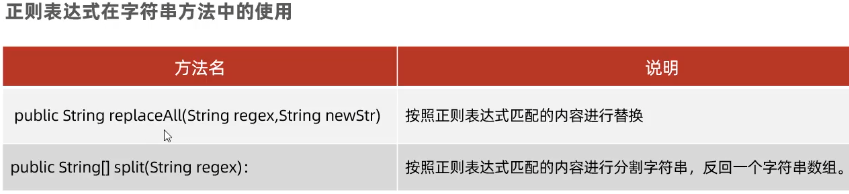 正则表达式在字符串方法中的使用
方法名 说明
public String replaceAll(String regex,String newStr) 按照正则表达式匹配的内容进行替换
public String[] split(String regex)： 按照正则表达式匹配的内容进行分割字符串，反回一个字符串数组。